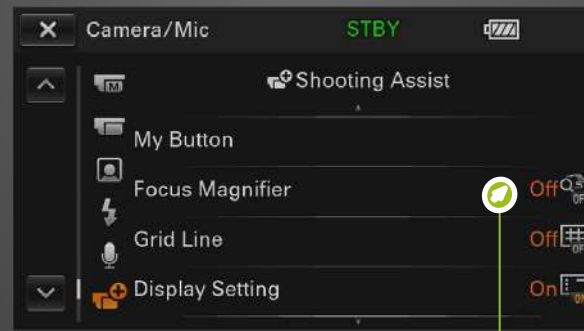 Camera/Mic STBY
Shooting Assist
My Button
Focus Magnifier Off
Grid Line Off
Display Setting On